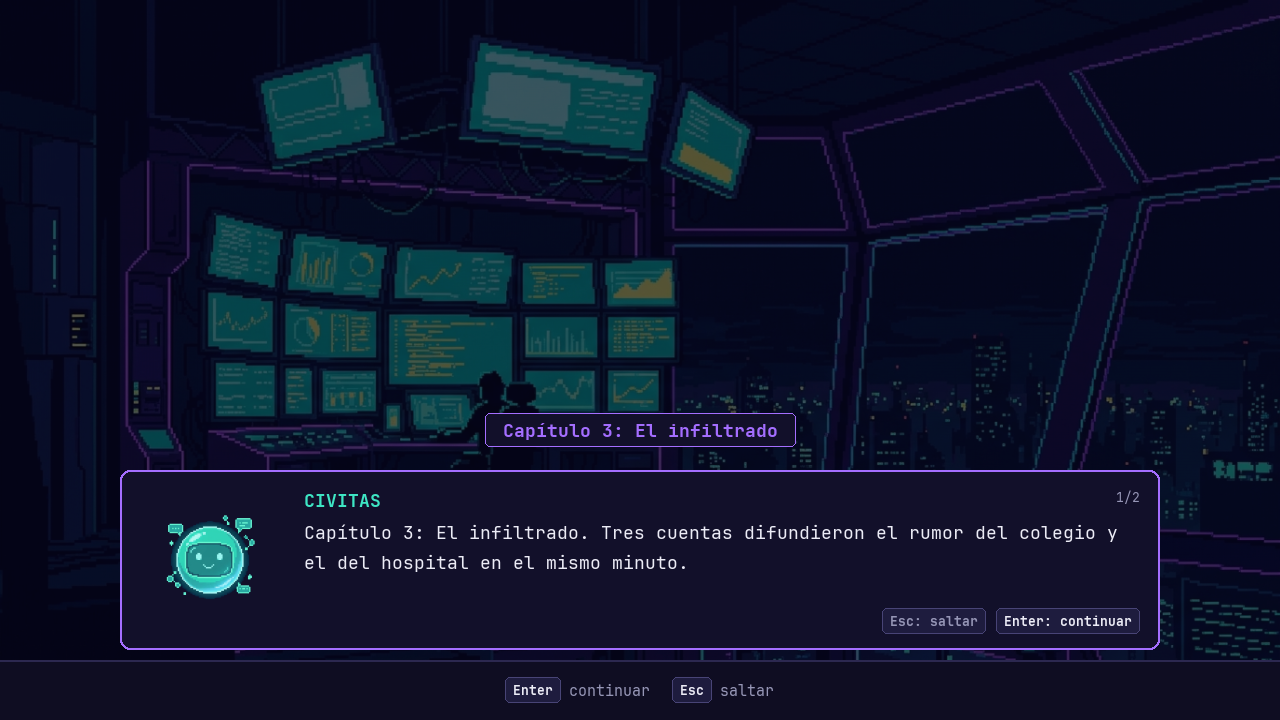 Capítulo 3: El infiltrado
CIVITAS
1/2
Capítulo 3: El infiltrado. Tres cuentas difundieron el rumor del colegio y
el del hospital en el mismo minuto.
Esc: saltar
Enter: continuar
Enter continuar Esc saltar